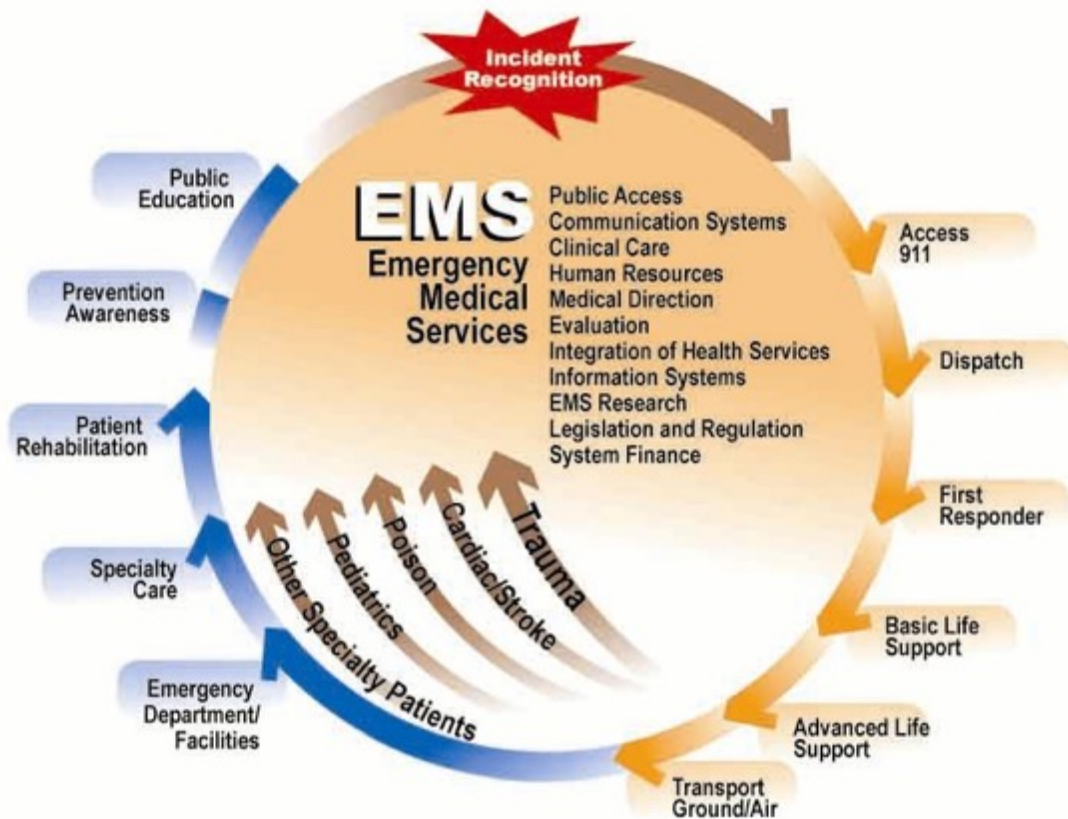 Incident
Recognition
EMS
Emergency
Medical
Services
Public Access
Communication Systems
Clinical Care
Human Resources
Medical Direction
Evaluation
Integration of Health Services
Information Systems
EMS Research
Legislation and Regulation
System Finance
Access
911
Dispatch
First
Responder
Basic Life
Support
Advanced Life
Support
Transport
Ground/Air
Emergency
Department/
Facilities
Specialty
Care
Patient
Rehabilitation
Prevention
Awareness
Public
Education
Other Specialty Patients
Pediatrics
Poison
Cardiac/Stroke
Trauma